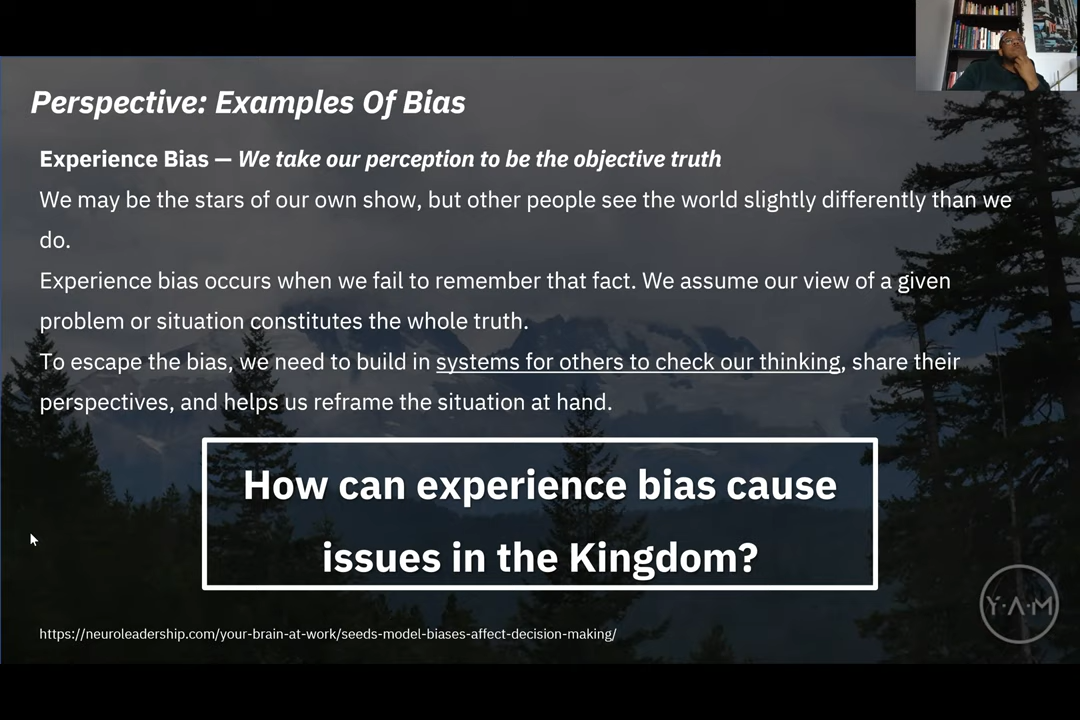 Perspective: Examples Of Bias
Experience Bias — We take our perception to be the objective truth
We may be the stars of our own show, but other people see the world slightly differently than we
do.
Experience bias occurs when we fail to remember that fact. We assume our view of a given
problem or situation constitutes the whole truth.
To escape the bias, we need to build in systems for others to check our thinking, share their
perspectives, and helps us reframe the situation at hand.
How can experience bias cause
issues in the Kingdom?
Y·A·M
https://neuroleadership.com/your-brain-at-work/seeds-model-biases-affect-decision-making/